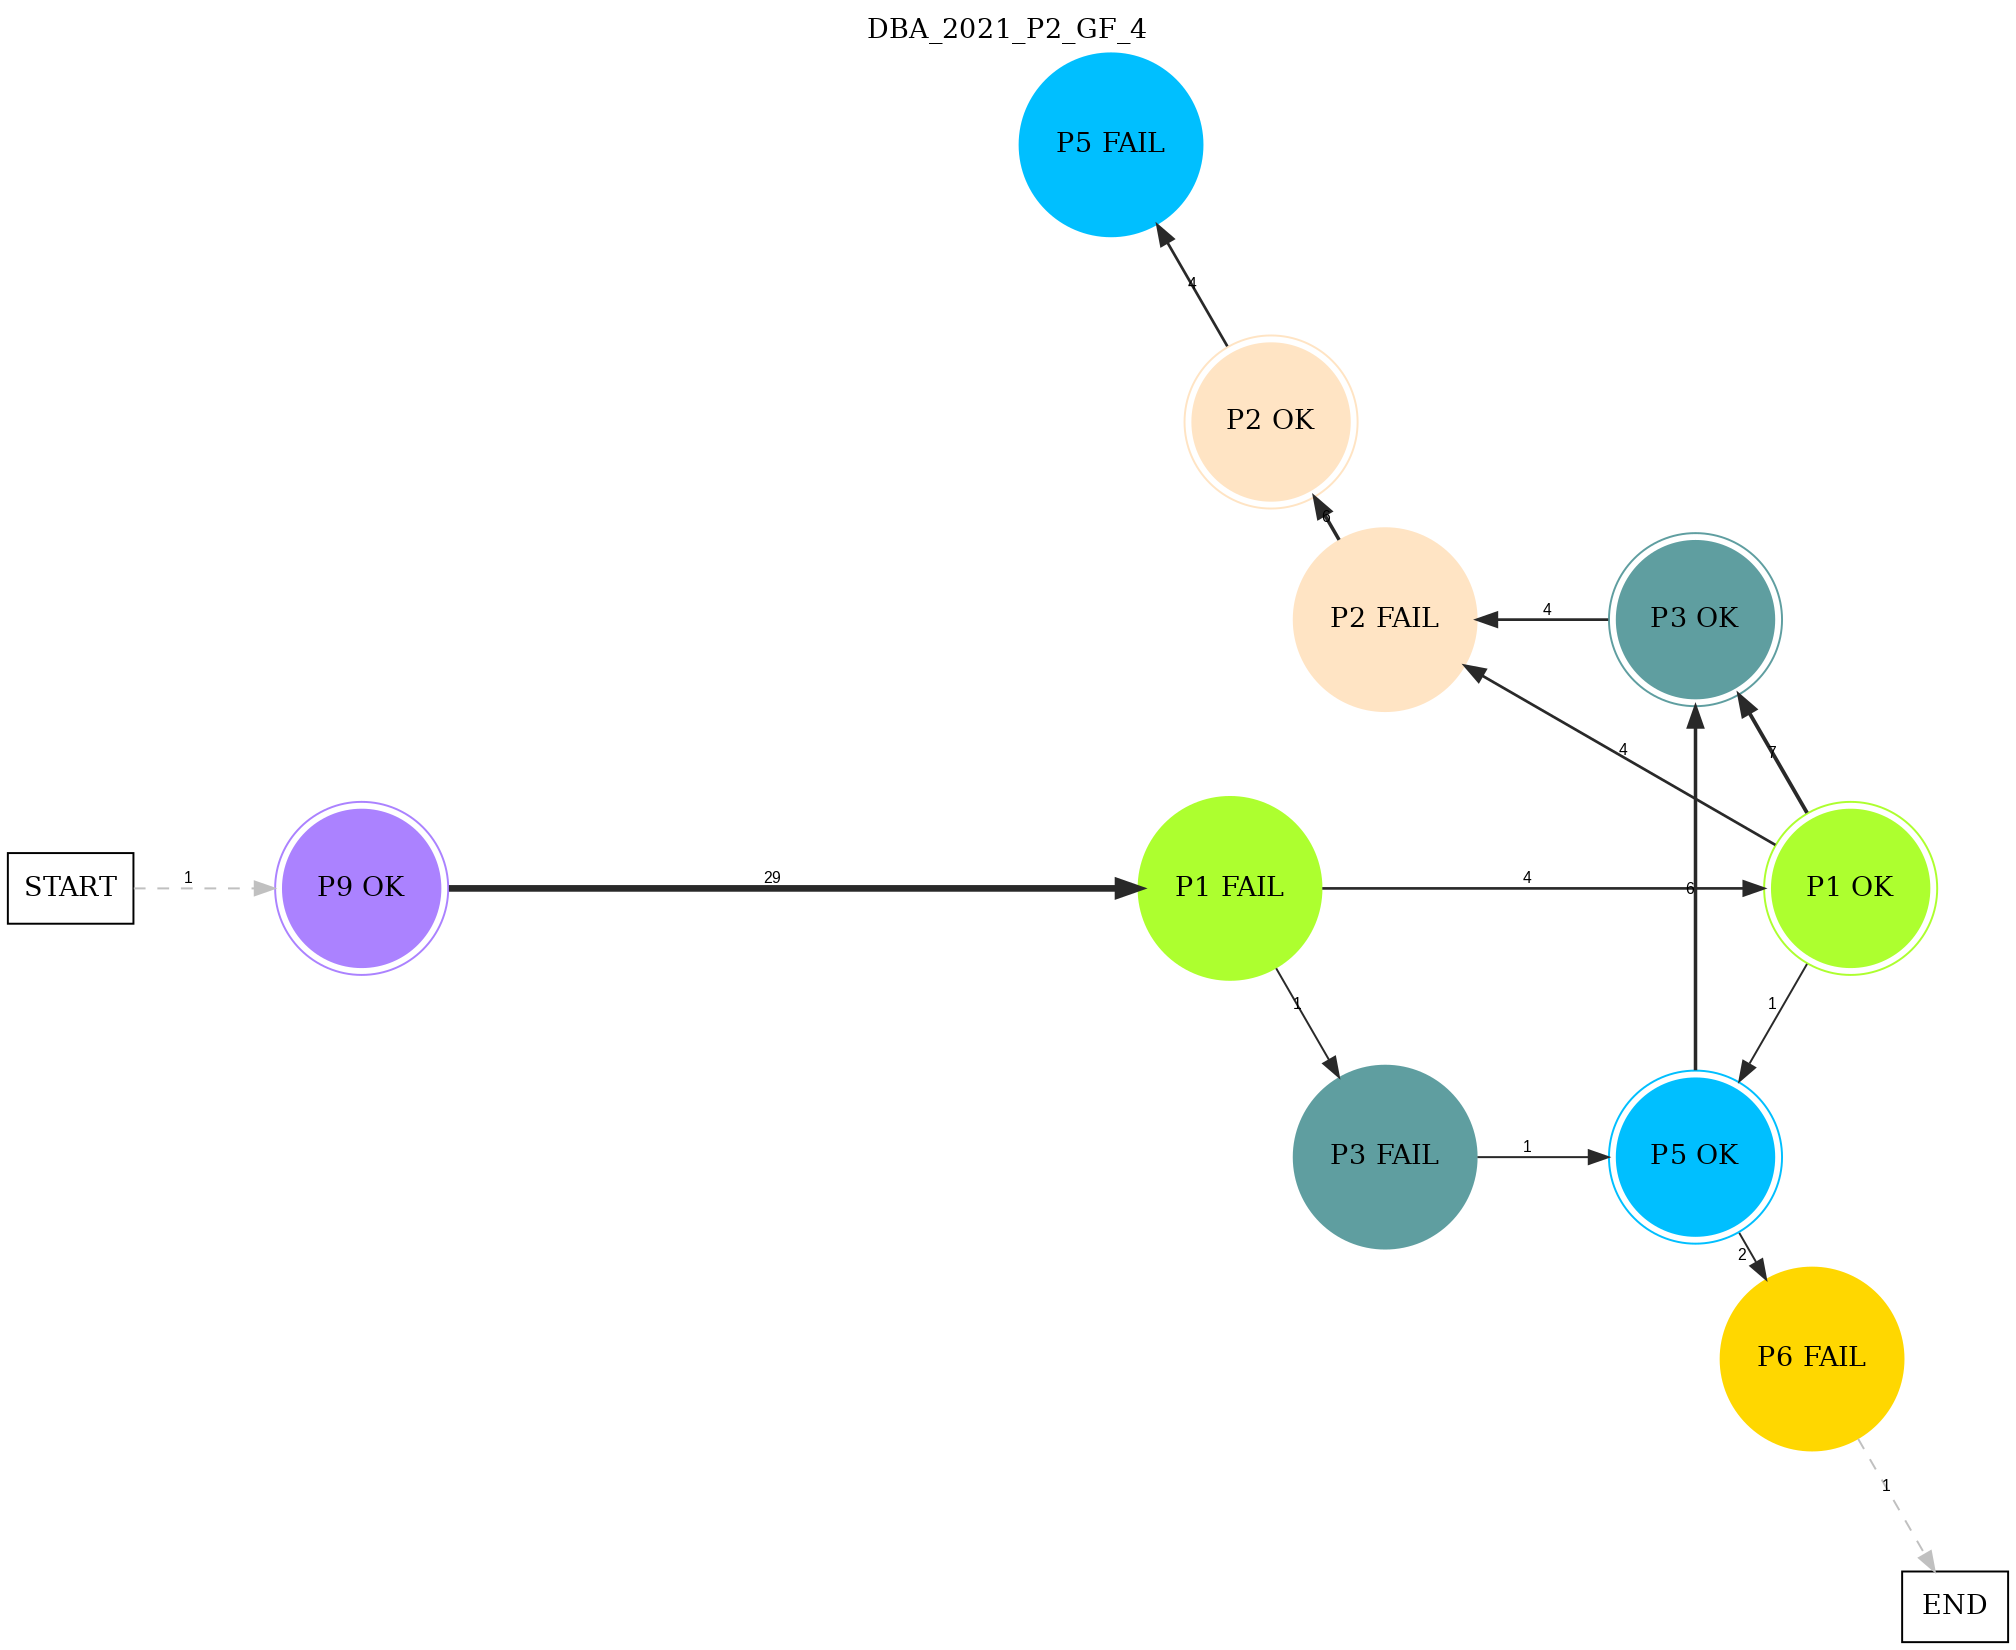 DBA_2021_P2_GF_4
P5 FAIL
4
P2 OK
6
P2 FAIL
4
P3 OK
4
7
START
1
P9 OK
29
P1 FAIL
4
6
P1 OK
1
1
P3 FAIL
1
P5 OK
2
P6 FAIL
1
END